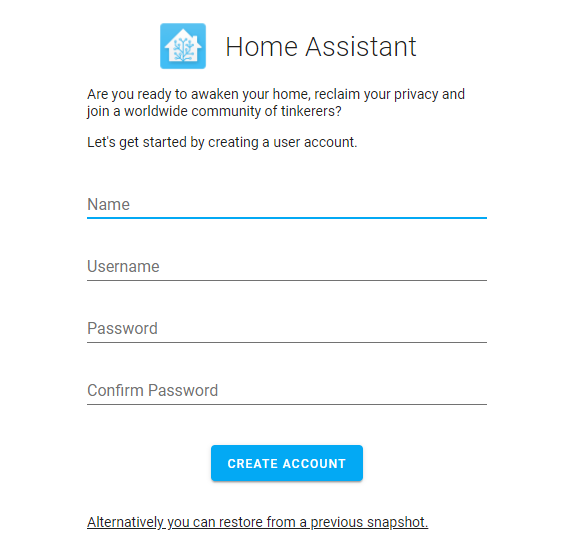 Home Assistant
Are you ready to awaken your home, reclaim your privacy and
join a worldwide community of tinkerers?
Let's get started by creating a user account.
Name
Username
Password
Confirm Password
CREATE ACCOUNT
Alternatively you can restore from a previous snapshot.